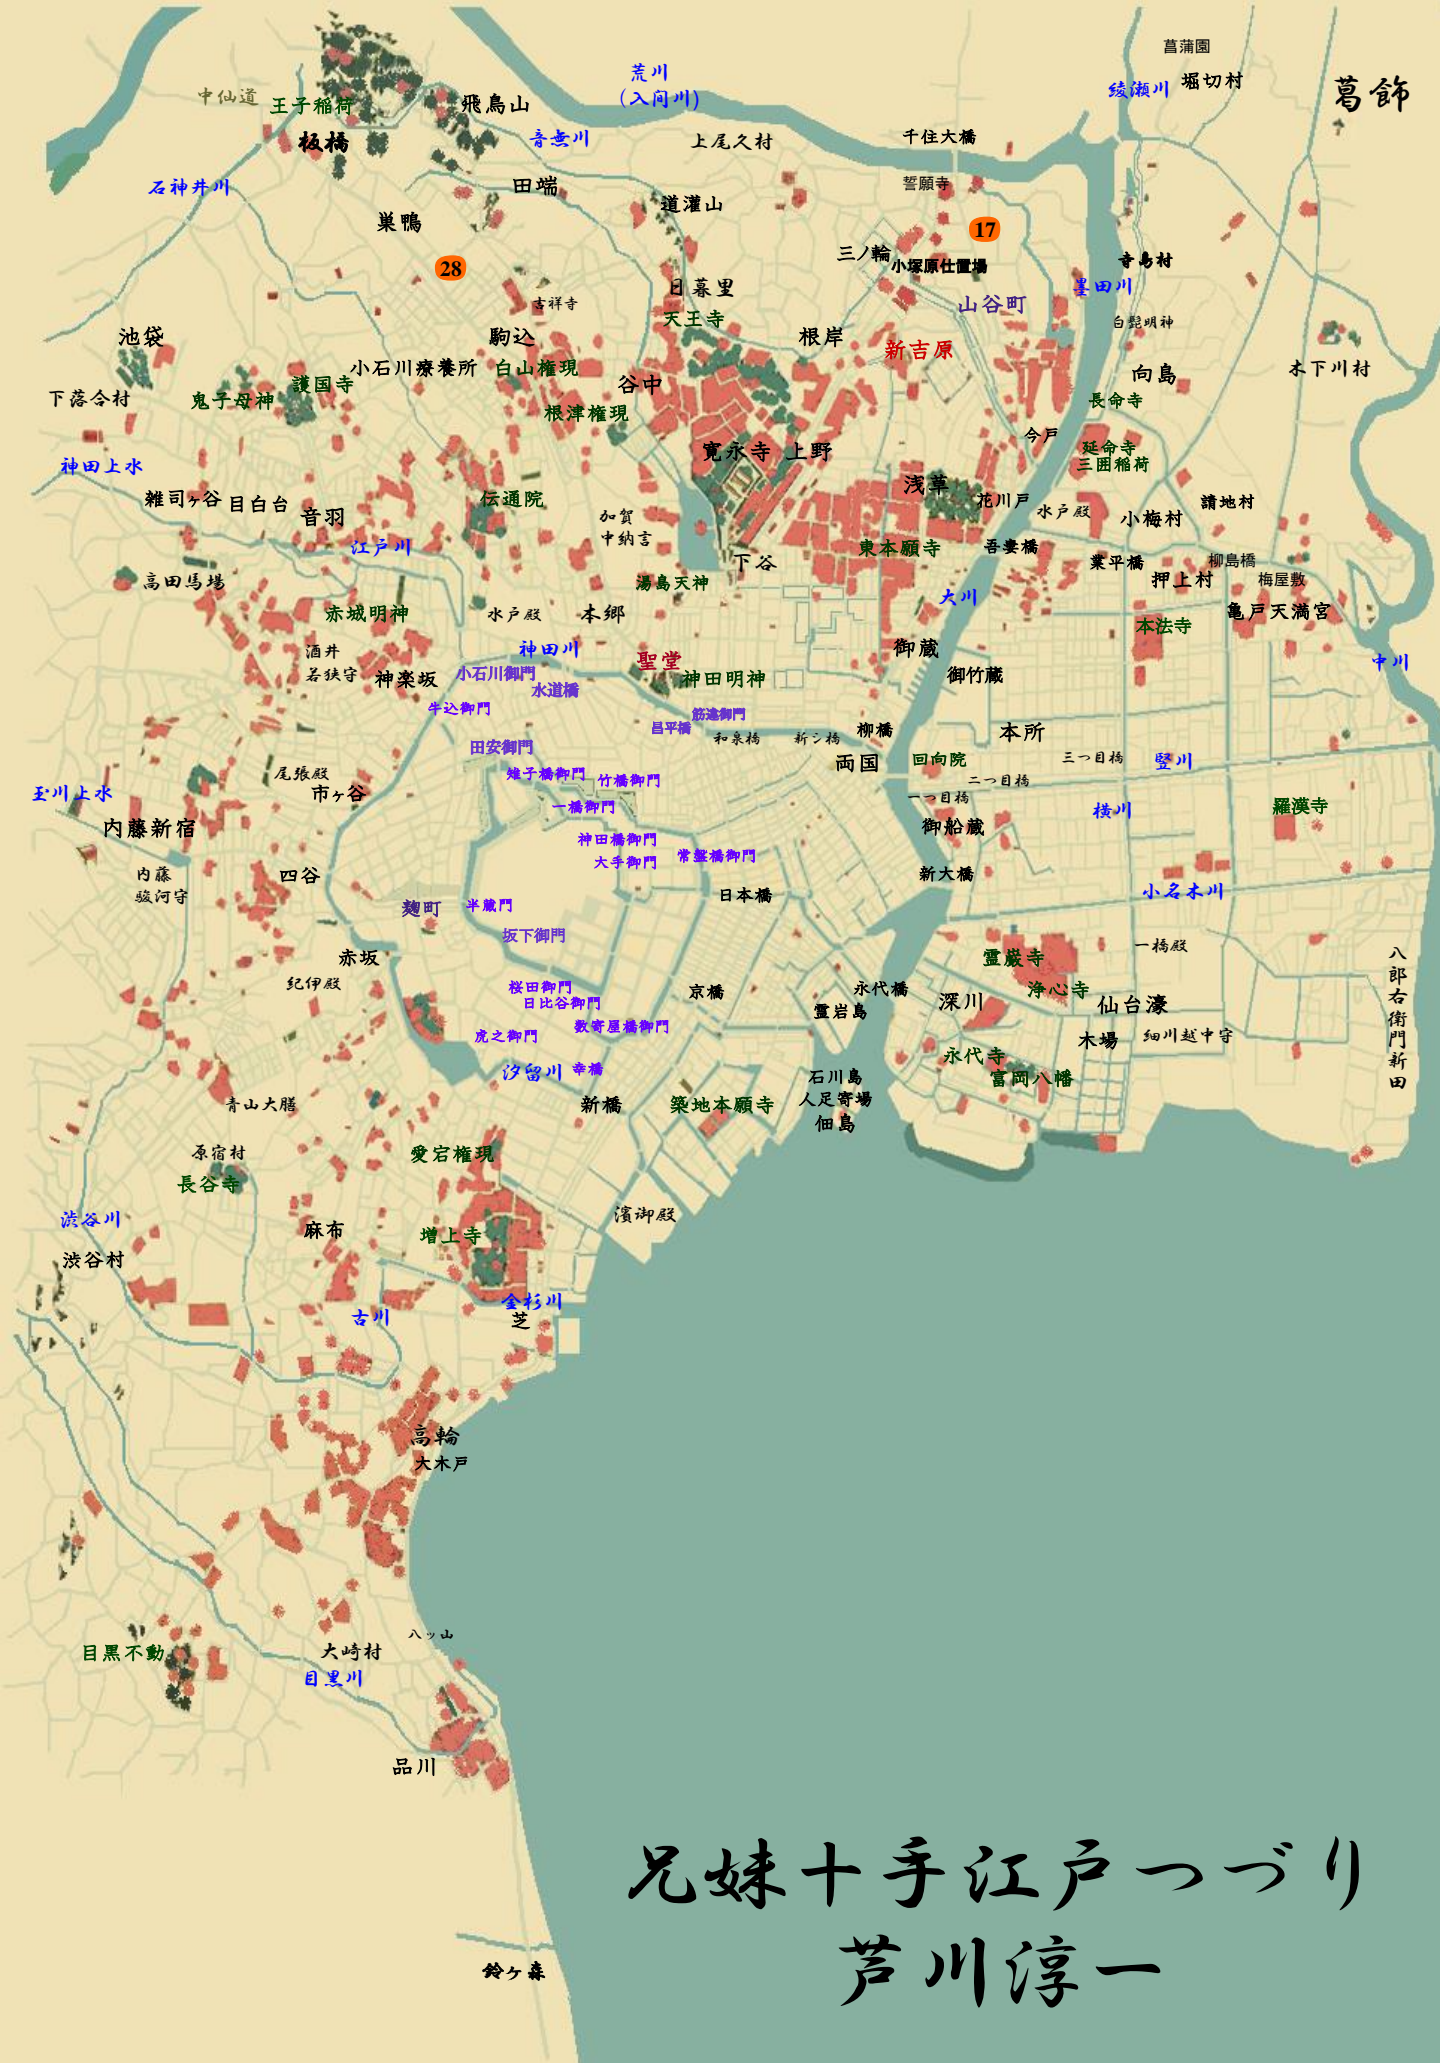 菖蒲園
荒川
(入间川)
綾瀬川
堀切村
葛飾
中仙道
王子稲荷
飛鳥山
板橋
音無川
上尾久村
千住大橋
石神井川
田端
道灌山
誓願寺
巣鴨
17
三ノ輪
小塚原仕置場
寺島村
28
日暮里
墨田川
吉祥寺
山谷町
天王寺
白髭明神
池袋
駒込
根岸
新吉原
小石川療養所
白山権現
木下川村
向島
護国寺
谷中
下落合村
鬼子母神
長命寺
根津権現
今戸
寛永寺
上野
延命寺
三囲稲荷
神田上水
浅草
雑司ヶ谷
目白台
伝通院
花川戸
請地村
音羽
加賀
中納言
水戸殿
小梅村
江戸川
東本願寺
吾妻橋
下谷
業平橋
柳島橋
高田馬場
湯島天神
押上村
梅屋敷
大川
赤城明神
水戸殿
本郷
亀戸天満宮
本法寺
酒井
若狭守
神田川
御蔵
聖堂
中川
神楽坂
小石川御門
神田明神
御竹蔵
水道橋
牛込御門
筋違御門
昌平橋
和泉橋
新シ橋
柳橋
本所
田安御門
両国
回向院
三つ目橋
竪川
尾張殿
雉子橋御門
竹橋御門
二つ目橋
玉川上水
市ヶ谷
一橋御門
一つ目橋
横川
羅漢寺
内藤新宿
御船蔵
神田橋御門
大手御門
常盤橋御門
内藤
駿河守
四谷
新大橋
日本橋
小名木川
麹町
半蔵門
坂下御門
一橋殿
赤坂
霊巌寺
八郎右衛門新田
紀伊殿
桜田御門
京橋
永代橋
浄心寺
日比谷御門
霊岩島
深川
仙台濠
虎之御門
数寄屋橋御門
木場
細川越中守
永代寺
汐留川
幸橋
石川島
人足寄場
富岡八幡
青山大膳
新橋
築地本願寺
佃島
原宿村
愛宕権現
長谷寺
渋谷川
濱御殿
麻布
増上寺
渋谷村
金杉川
古川
芝
高輪
大木戸
八ッ山
目黒不動
大崎村
目黒川
品川
兄妹十手江戸つづり
芦川淳一
鈴ヶ森